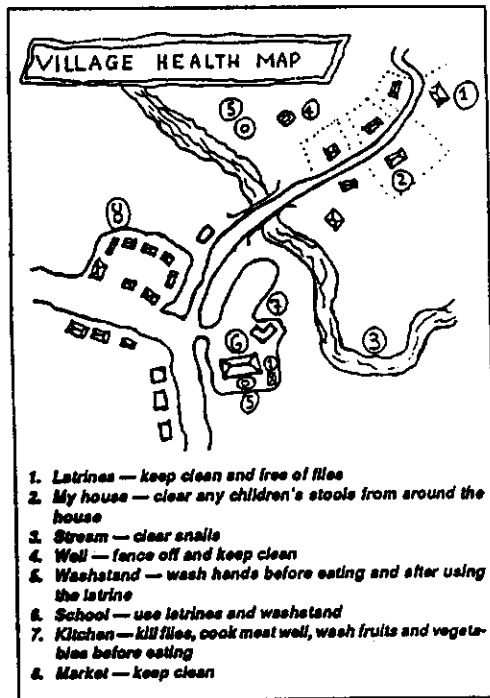 VILLAGE HEALTH MAP
5
4
1
2
8
7
3
6
1
5
1. Latrines — keep clean and free of flies
2. My house — clear any children's stools from around the
house
3. Stream — clear snails
4. Well — fence off and keep clean
5. Washstand — wash hands before eating and after using
the latrine
6. School — use latrines and washstand
7. Kitchen — kill flies, cook meat well, wash fruits and vegeta-
bles before eating
8. Market — keep clean